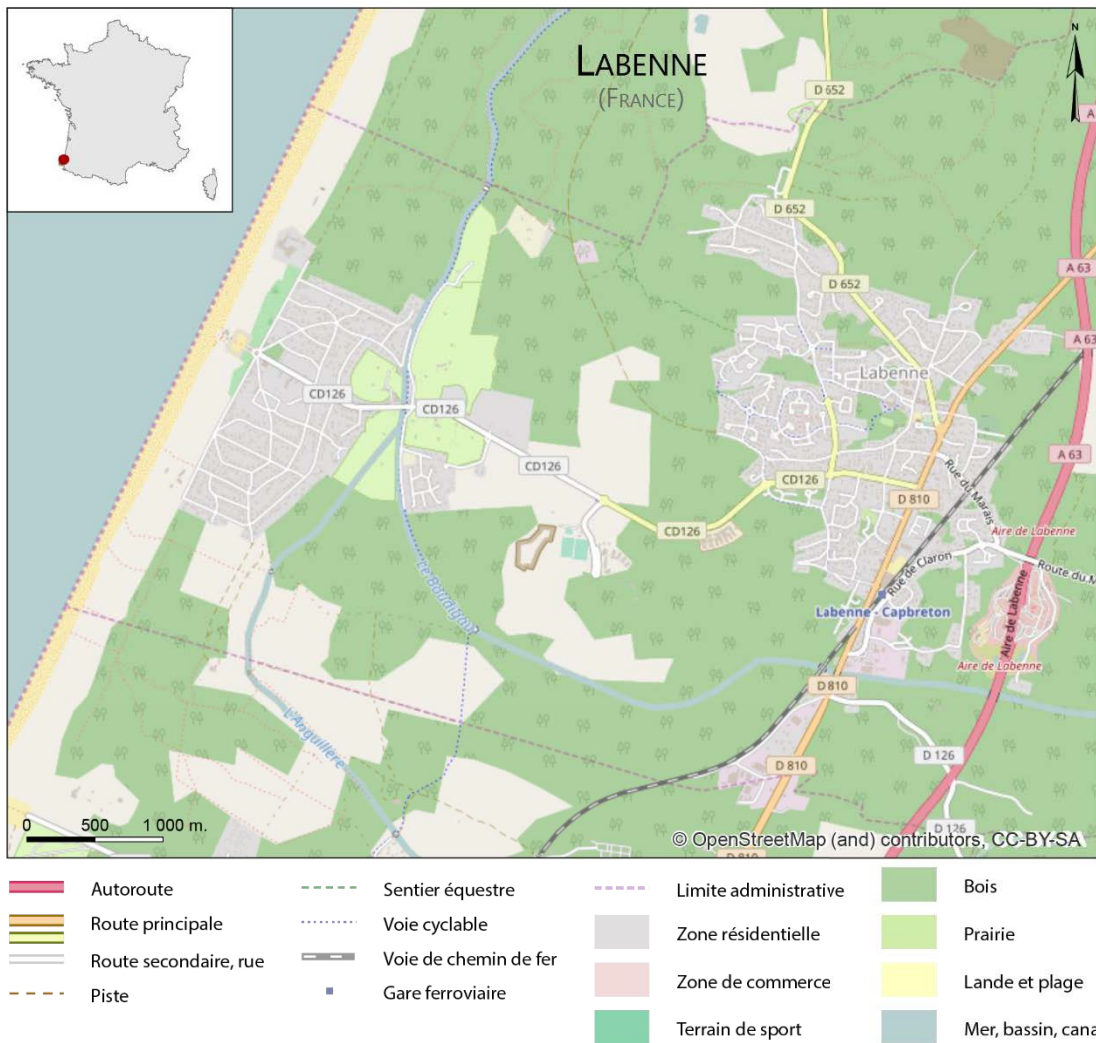 LABENNE
(FRANCE)
N
D 652
A
D 652
A 63
D 652
A 63
Labenne
CD126
CD126
A 63
CD126
CD126
D 810
Rue du Marais
CD126
Aire de Labenne
Rue de Claron
Route du M
Le Boudigau
Labenne - Capbreton
Aire de Labenne
Aire de Labenne
D 810
L'Anguillère
D 126
D 810
0 500 1 000 m.
D 126
© OpenStreetMap (and) contributors, CC-BY-SA
D 810
Autoroute
Route principale
Route secondaire, rue
Piste
Sentier équestre
Voie cyclable
Voie de chemin de fer
Gare ferroviaire
Limite administrative
Zone résidentielle
Zone de commerce
Terrain de sport
Bois
Prairie
Lande et plage
Mer, bassin, cana